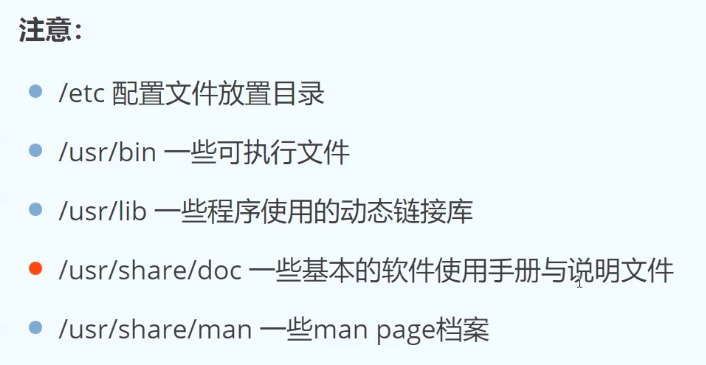 注意：
/etc 配置文件放置目录
/usr/bin 一些可执行文件
/usr/lib 一些程序使用的动态链接库
/usr/share/doc 一些基本的软件使用手册与说明文件
/usr/share/man 一些man page档案